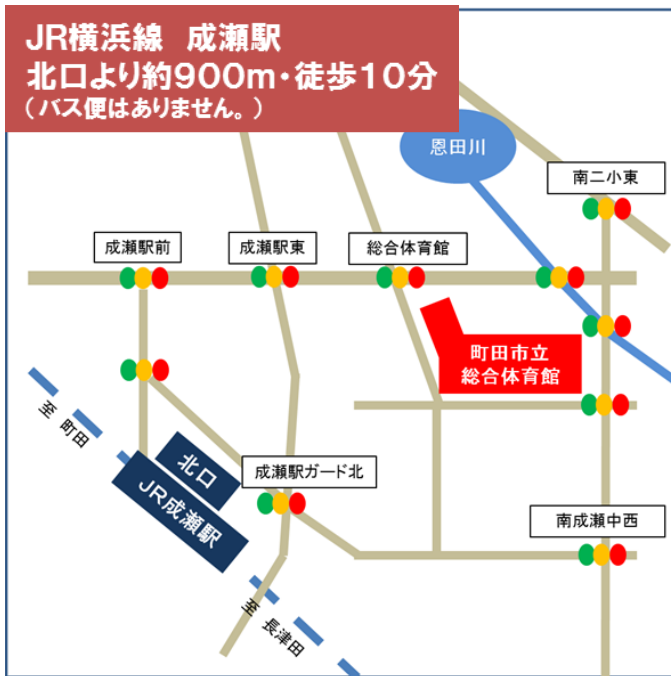 JR横浜線 成瀬駅
北口より約900m・徒歩10分
(バス便はありません。)
恩田川
南二小東
成瀬駅前
成瀬駅東
総合体育館
町田市立
総合体育館
至 町田
北口
JR成瀬駅
成瀬駅ガード北
南成瀬中西
至 長津田